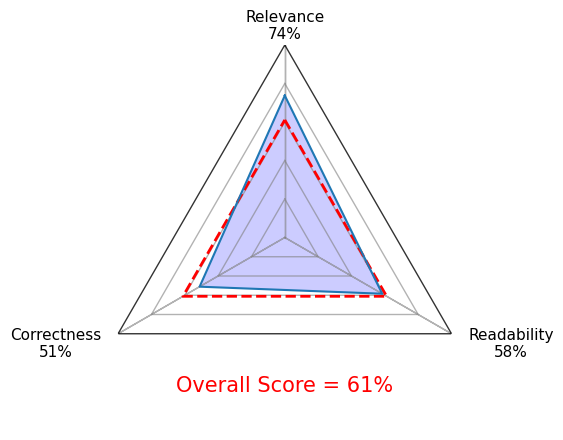 Relevance
74%
Correctness
51%
Readability
58%
Overall Score = 61%